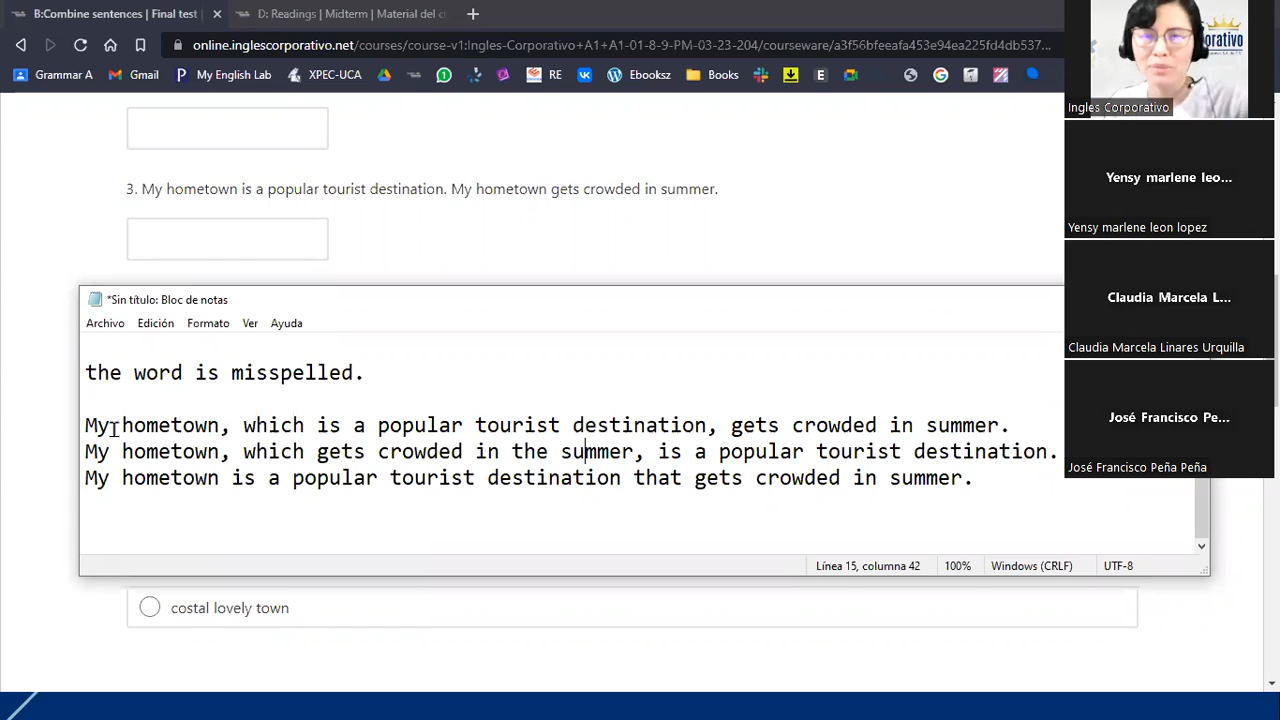 B:Combine sentences | Final test
D: Readings | Midterm | Material del c
online.inglescorporativo.net/courses/course-v1:Ingles-Corporativo+A1+A1-01-8-9-PM-03-23-204/courseware/a3f56bfeeafa453e94ea225fd4db537...
Grammar A
Gmail
My English Lab
XPEC-UCA
RE
WordPress
Ebooksz
Books
3. My hometown is a popular tourist destination. My hometown gets crowded in summer.
*Sin título: Bloc de notas
Archivo Edición Formato Ver Ayuda
the word is misspelled.
My hometown, which is a popular tourist destination, gets crowded in summer.
My hometown, which gets crowded in the summer, is a popular tourist destination.
My hometown is a popular tourist destination that gets crowded in summer.
Línea 15, columna 42 100% Windows (CRLF) UTF-8
costal lovely town
Ingles Corporativo
Yensy marlene leo...
Yensy marlene leon lopez
Claudia Marcela L...
Claudia Marcela Linares Urquilla
José Francisco Pe...
José Francisco Peña Peña